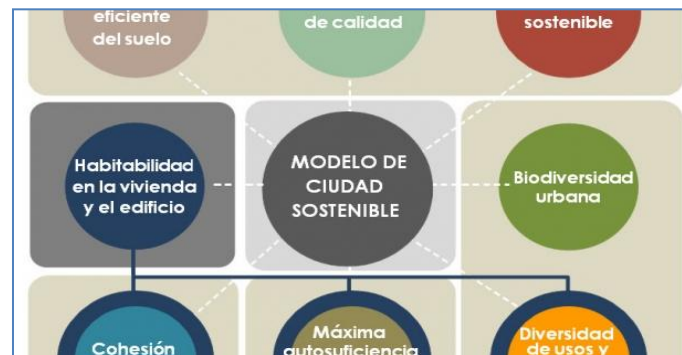 eficiente
del suelo
de calidad
sostenible
Habitabilidad
en la vivienda
y el edificio
MODELO DE
CIUDAD
SOSTENIBLE
Biodiversidad
urbana
Cohesión
Máxima
autosuficiencia
Diversidad
de usos y